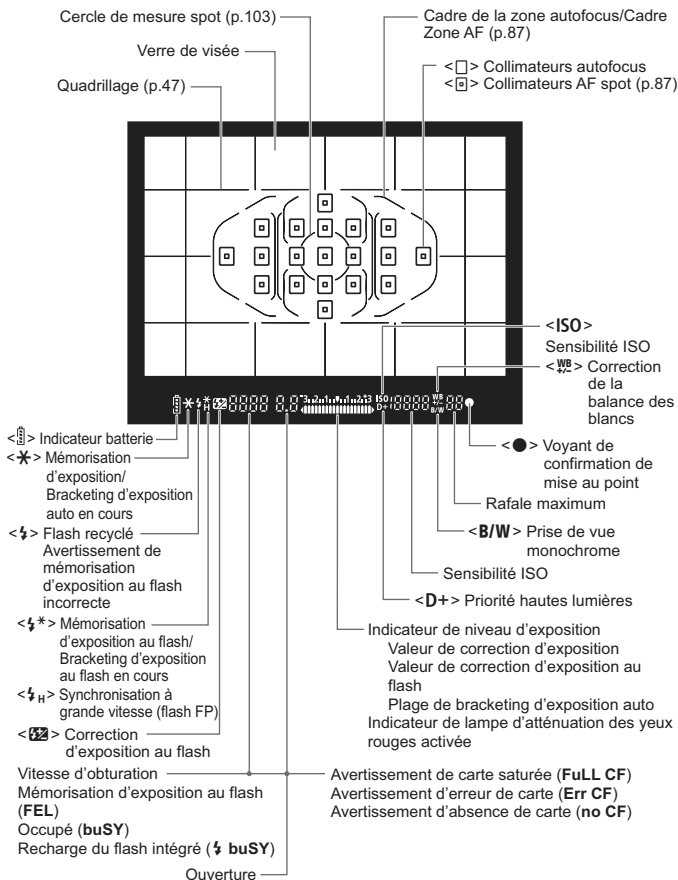 Cercle de mesure spot (p.103)
Verre de visée
Quadrillage (p.47)
Cadre de la zone autofocus/Cadre
Zone AF (p.87)
<□> Collimateurs autofocus
<⊡> Collimateurs AF spot (p.87)
<ISO>
Sensibilité ISO
<WB +/-> Correction
de la
balance des
blancs
<●> Voyant de
confirmation de
mise au point
Rafale maximum
<B/W> Prise de vue
monochrome
Sensibilité ISO
<D+> Priorité hautes lumières
Indicateur de niveau d'exposition
Valeur de correction d'exposition
Valeur de correction d'exposition au
flash
Plage de bracketing d'exposition auto
Indicateur de lampe d'atténuation des yeux
rouges activée
< > Indicateur batterie
<✱> Mémorisation
d'exposition/
Bracketing d'exposition
auto en cours
<⚡> Flash recyclé
Avertissement de
mémorisation
d'exposition au flash
incorrecte
<⚡*> Mémorisation
d'exposition au flash/
Bracketing d'exposition
au flash en cours
<⚡H> Synchronisation à
grande vitesse (flash FP)
< > Correction
d'exposition au flash
Vitesse d'obturation
Mémorisation d'exposition au flash
(FEL)
Occupé (buSY)
Recharge du flash intégré (⚡ buSY)
Ouverture
Avertissement de carte saturée (FuLL CF)
Avertissement d'erreur de carte (Err CF)
Avertissement d'absence de carte (no CF)